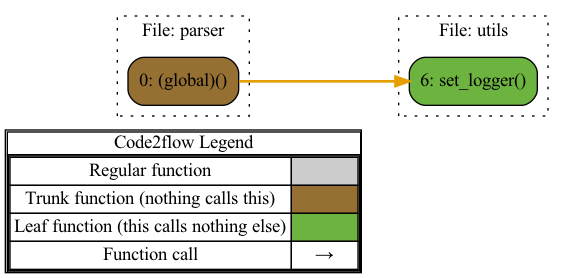 File: parser
File: utils
0: (global)()
6: set_logger()
Code2flow Legend
Regular function
Trunk function (nothing calls this)
Leaf function (this calls nothing else)
Function call →